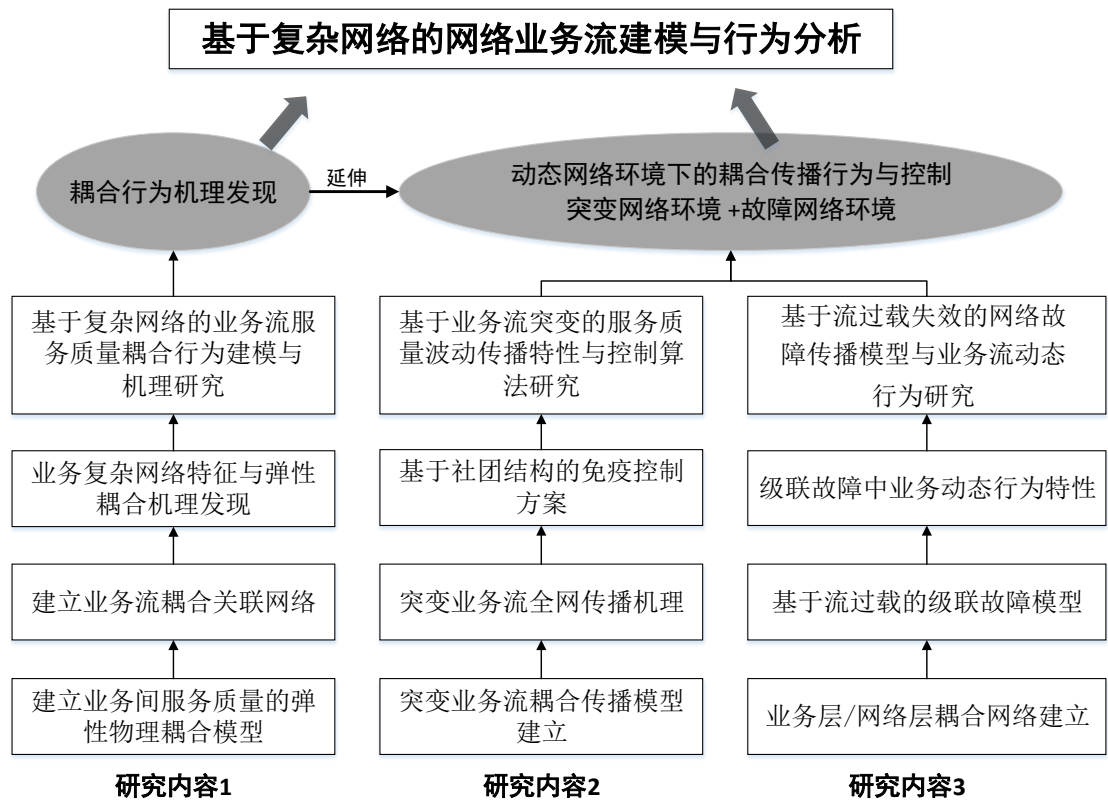 基于复杂网络的网络业务流建模与行为分析
耦合行为机理发现
延伸
动态网络环境下的耦合传播行为与控制
突变网络环境 +故障网络环境
基于复杂网络的业务流服
务质量耦合行为建模与
机理研究
业务复杂网络特征与弹性
耦合机理发现
建立业务流耦合关联网络
建立业务间服务质量的弹
性物理耦合模型
研究内容1
基于业务流突变的服务质
量波动传播特性与控制算
法研究
基于社团结构的免疫控制
方案
突变业务流全网传播机理
突变业务流耦合传播模型
建立
研究内容2
基于流过载失效的网络故
障传播模型与业务流动态
行为研究
级联故障中业务动态行为特性
基于流过载的级联故障模型
业务层/网络层耦合网络建立
研究内容3